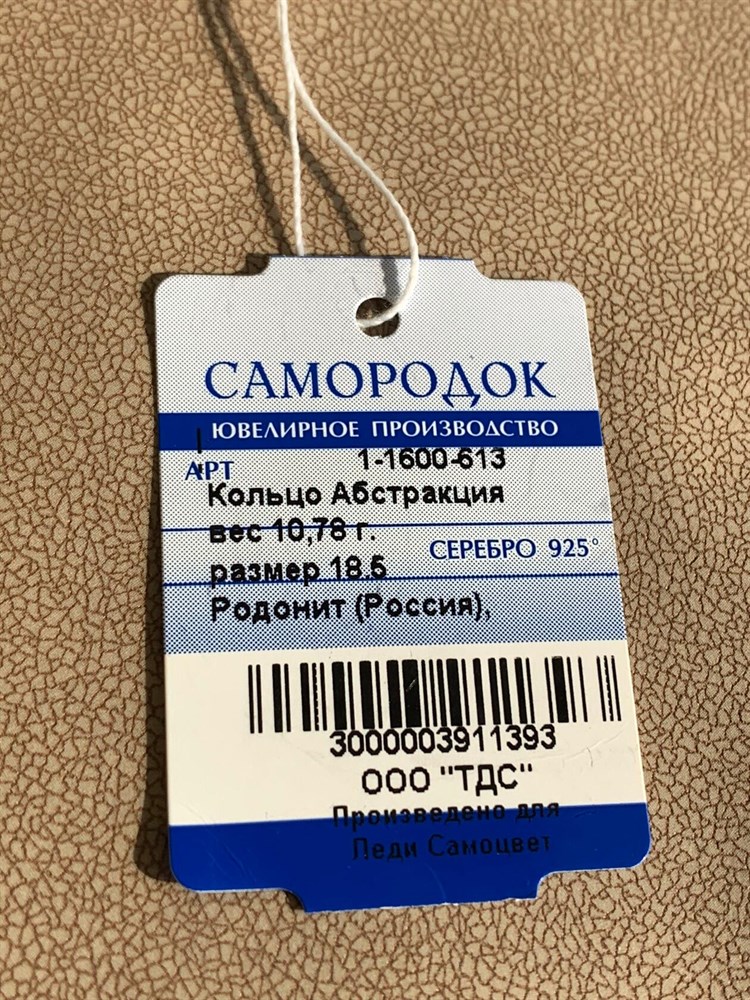 САМОРОДОК
ЮВЕЛИРНОЕ ПРОИЗВОДСТВО
АРТ 1-1600-613
Кольцо Абстракция
вес 10,78 г.
СЕРЕБРО 925°
размер 18.5
Родонит (Россия),
3000003911393
ООО "ТДС"
Произведено для
Леди Самоцвет